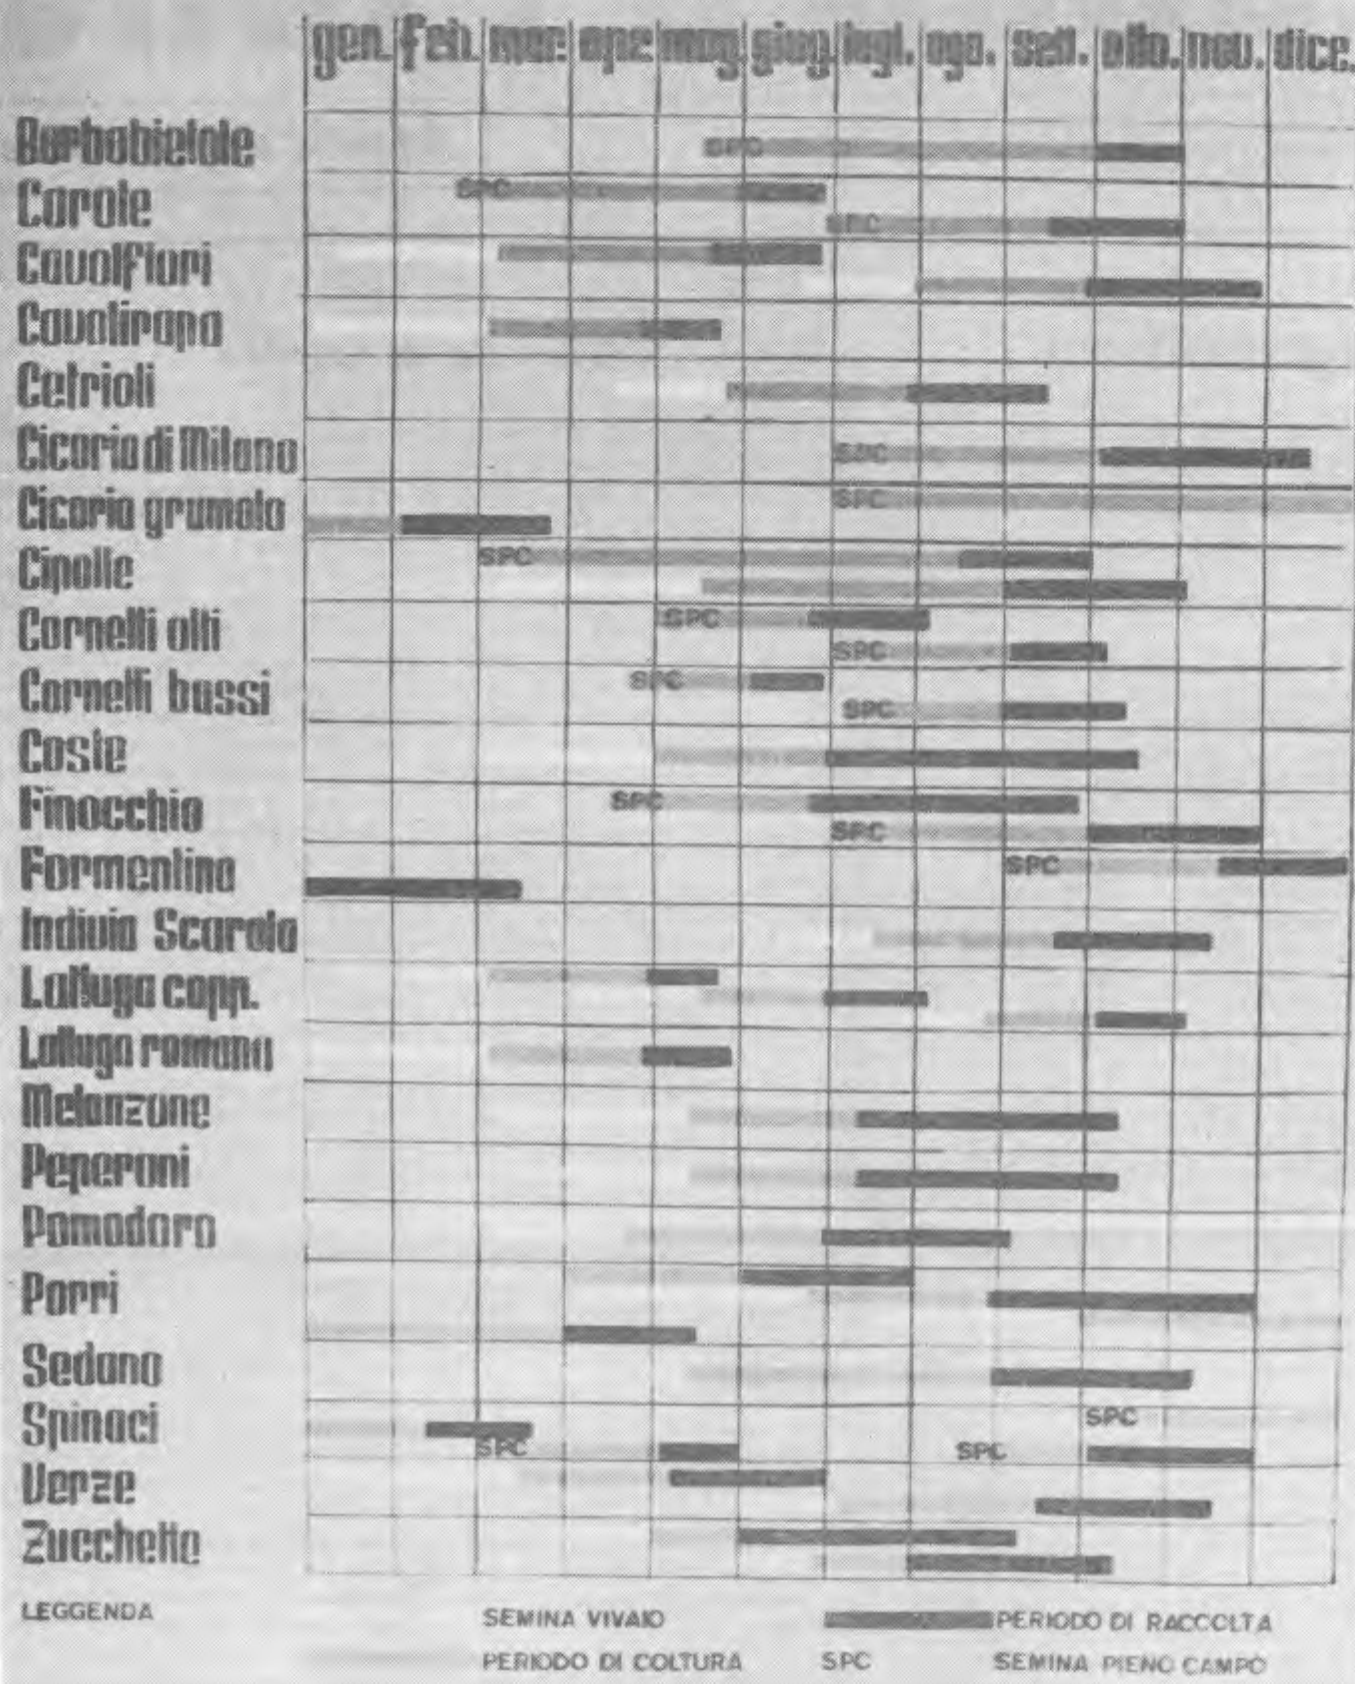 gen. feb. mar. apr. mag. giug. lugl. ago. sett. otto. nov. dice.
Barbabietole SPC
Carote SPC SPC
Cavolfiori
Cavolirapa
Cetrioli
Cicoria di Milano SPC
Cicoria grumolo SPC
Cipolle SPC
Cornetti alti SPC SPC
Cornetti bassi SPC SPC
Coste
Finocchio SPC SPC
Formentino SPC
Indivia Scarola
Lattuga capp.
Lattuga romana
Melanzane
Peperoni
Pomodoro
Porri
Sedano
Spinaci SPC SPC SPC
Verze
Zucchette
LEGGENDA SEMINA VIVAIO PERIODO DI RACCOLTA
PERIODO DI COLTURA SPC SEMINA PIENO CAMPO